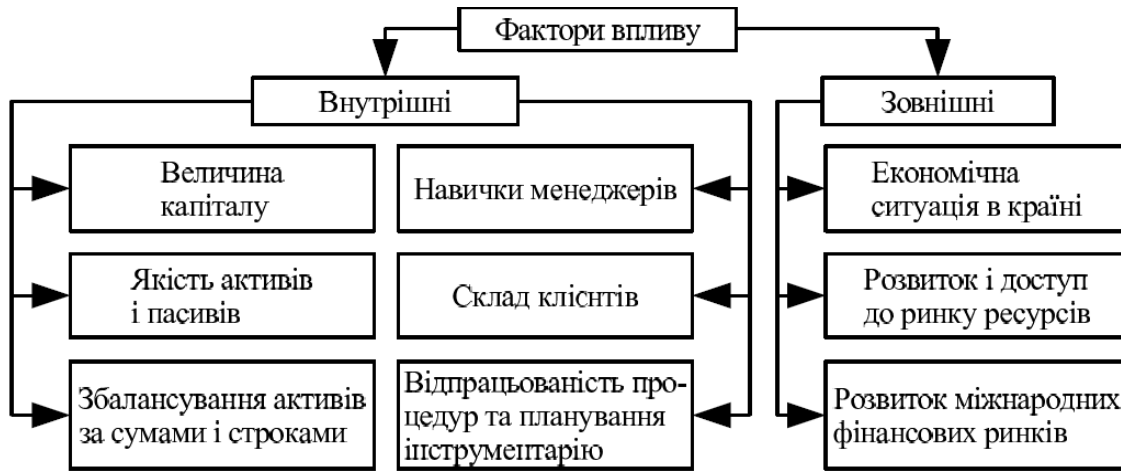 Фактори впливу
Внутрішні
Зовнішні
Величина
капіталу
Навички менеджерів
Економічна
ситуація в країні
Якість активів
і пасивів
Склад клієнтів
Розвиток і доступ
до ринку ресурсів
Збалансування активів
за сумами і строками
Відпрацьованість про-
цедур та планування
інструментарію
Розвиток міжнародних
фінансових ринків